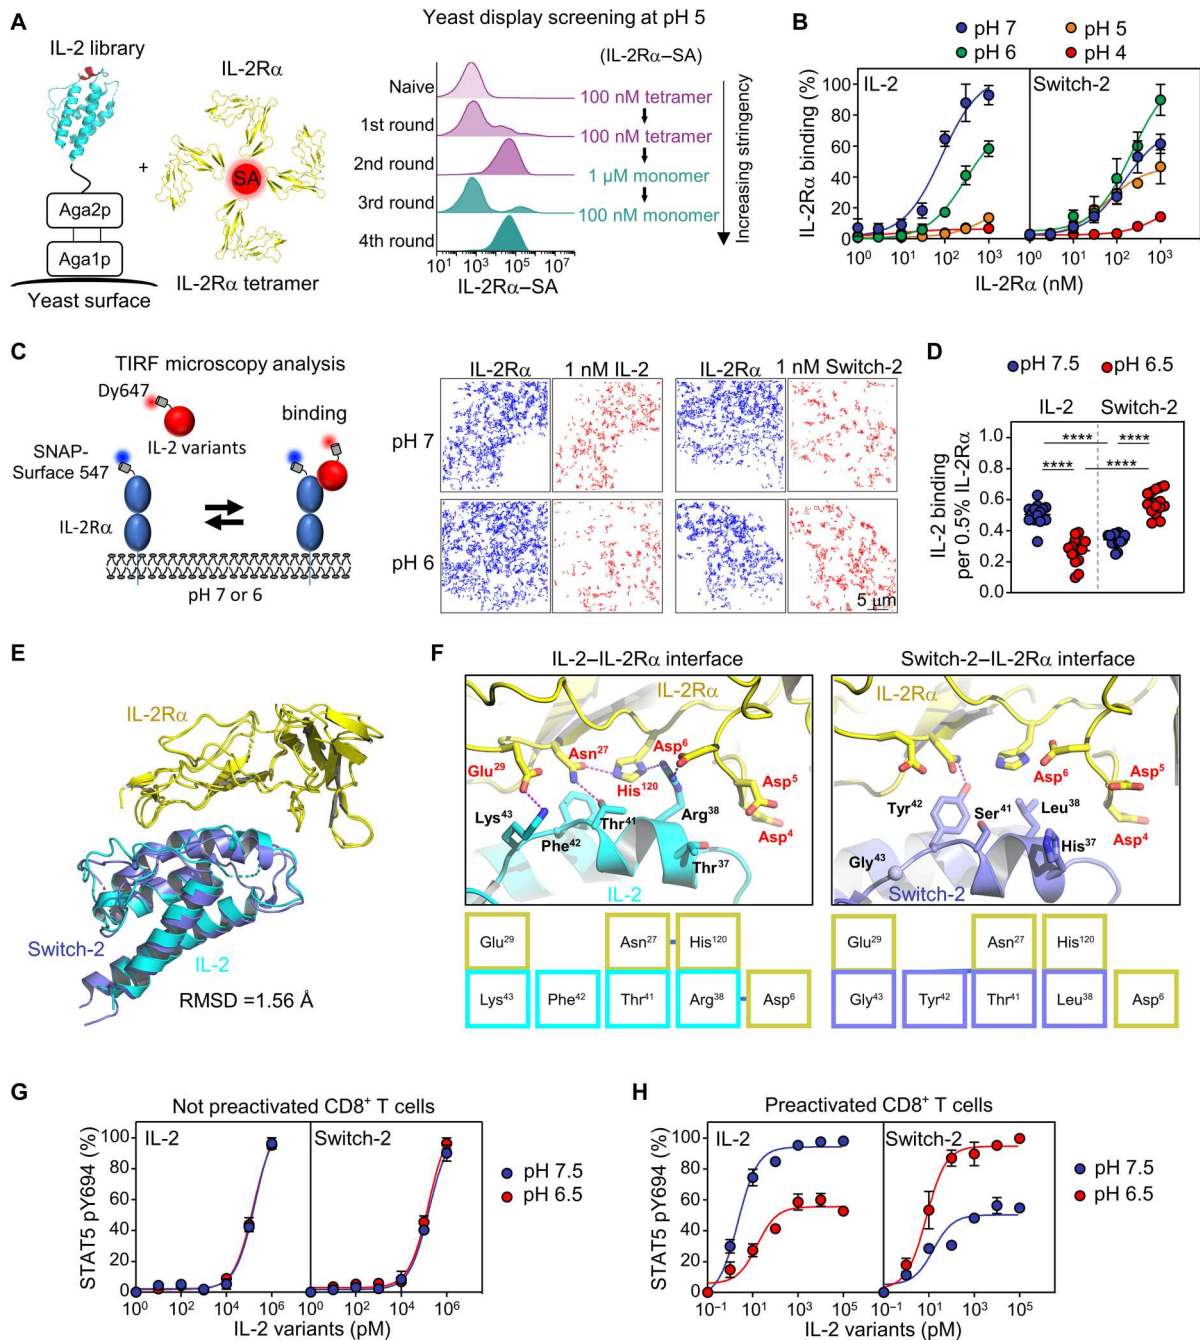 A
Yeast display screening at pH 5
IL-2 library
IL-2Rα
+
SA
Aga2p
Aga1p
Yeast surface
IL-2Rα tetramer
(IL-2Rα–SA)
Naive
100 nM tetramer
1st round
100 nM tetramer
2nd round
1 µM monomer
3rd round
100 nM monomer
4th round
Increasing stringency
10¹ 10³ 10⁵ 10⁷
IL-2Rα–SA
B
pH 7
pH 5
pH 6
pH 4
IL-2
Switch-2
IL-2Rα binding (%)
100
80
60
40
20
0
10⁰ 10¹ 10² 10³
10⁰ 10¹ 10² 10³
IL-2Rα (nM)
C
TIRF microscopy analysis
Dy647
binding
IL-2 variants
SNAP-
Surface 547
IL-2Rα
pH 7 or 6
IL-2Rα 1 nM IL-2 IL-2Rα 1 nM Switch-2
pH 7
pH 6
5 µm
D
pH 7.5 pH 6.5
IL-2 Switch-2
IL-2 binding
per 0.5% IL-2Rα
1.0
0.8
0.6
0.4
0.2
0.0
**** ****
**** ****
E
IL-2Rα
Switch-2
IL-2
RMSD =1.56 Å
F
IL-2–IL-2Rα interface
IL-2Rα
Asn²⁷
Asp⁶
Glu²⁹
His¹²⁰
Asp⁵
Lys⁴³
Arg³⁸
Thr⁴¹
Asp⁴
Phe⁴²
Thr³⁷
IL-2
Glu²⁹ Asn²⁷ His¹²⁰
Lys⁴³ Phe⁴² Thr⁴¹ Arg³⁸ Asp⁶
Switch-2–IL-2Rα interface
IL-2Rα
Asp⁶
Asp⁵
Tyr⁴²
Ser⁴¹
Leu³⁸
Asp⁴
His³⁷
Gly⁴³
Switch-2
Glu²⁹ Asn²⁷ His¹²⁰
Gly⁴³ Tyr⁴² Thr⁴¹ Leu³⁸ Asp⁶
G
Not preactivated CD8⁺ T cells
IL-2
Switch-2
pH 7.5
pH 6.5
STAT5 pY694 (%)
100
80
60
40
20
0
10⁰ 10² 10⁴ 10⁶
10⁰ 10² 10⁴ 10⁶
IL-2 variants (pM)
H
Preactivated CD8⁺ T cells
IL-2
Switch-2
pH 7.5
pH 6.5
STAT5 pY694 (%)
100
80
60
40
20
0
10⁻¹ 10¹ 10³ 10⁵
10⁻¹ 10¹ 10³ 10⁵
IL-2 variants (pM)